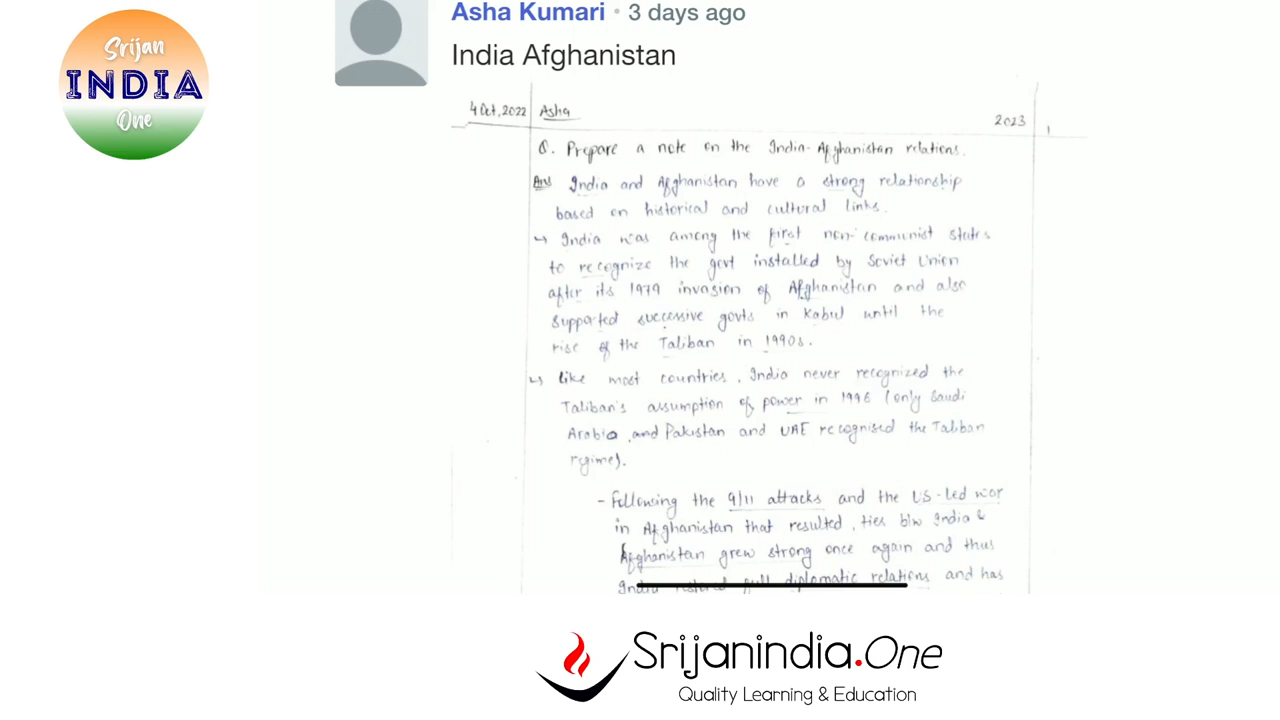 Srijan
INDIA
One
Asha Kumari • 3 days ago
India Afghanistan
4 Oct, 2022
Asha
2023
1
Q. Prepare a note on the India-Afghanistan relations.
Ans India and Afghanistan have a strong relationship
based on historical and cultural links.
↳ India was among the first non-communist states
to recognize the govt installed by Soviet Union
after its 1979 invasion of Afghanistan and also
supported successive govts in Kabul until the
rise of the Taliban in 1990s.
↳ like most countries, India never recognized the
Taliban's assumption of power in 1996 (only Saudi
Arabia, and Pakistan and UAE recognised the Taliban
regime).
- Following the 9/11 attacks and the US-led war
in Afghanistan that resulted, ties b/w India &
Afghanistan grew strong once again and thus
India restored full diplomatic relations and has
Srijanindia.One
Quality Learning & Education